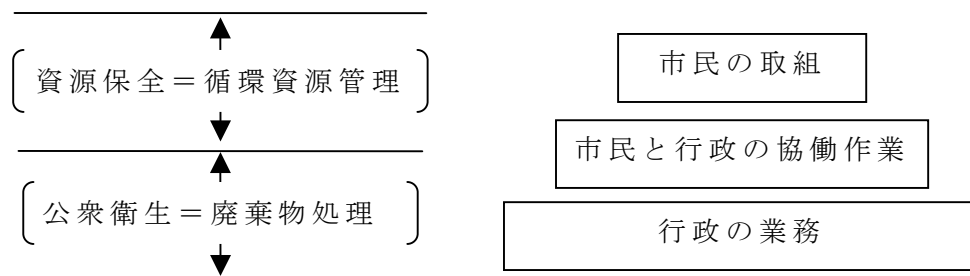 資源保全＝循環資源管理
公衆衛生＝廃棄物処理
市民の取組
市民と行政の協働作業
行政の業務